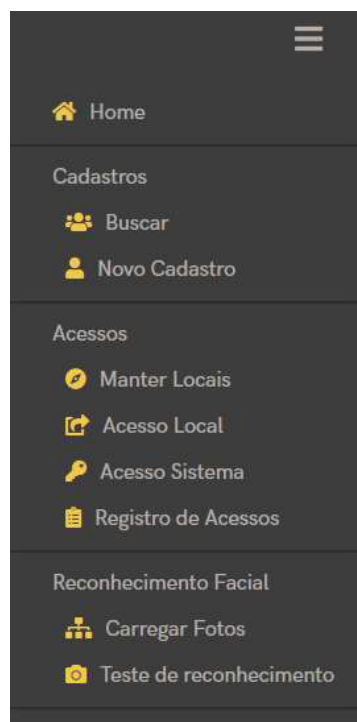 Home
Cadastros
Buscar
Novo Cadastro
Acessos
Manter Locais
Acesso Local
Acesso Sistema
Registro de Acessos
Reconhecimento Facial
Carregar Fotos
Teste de reconhecimento